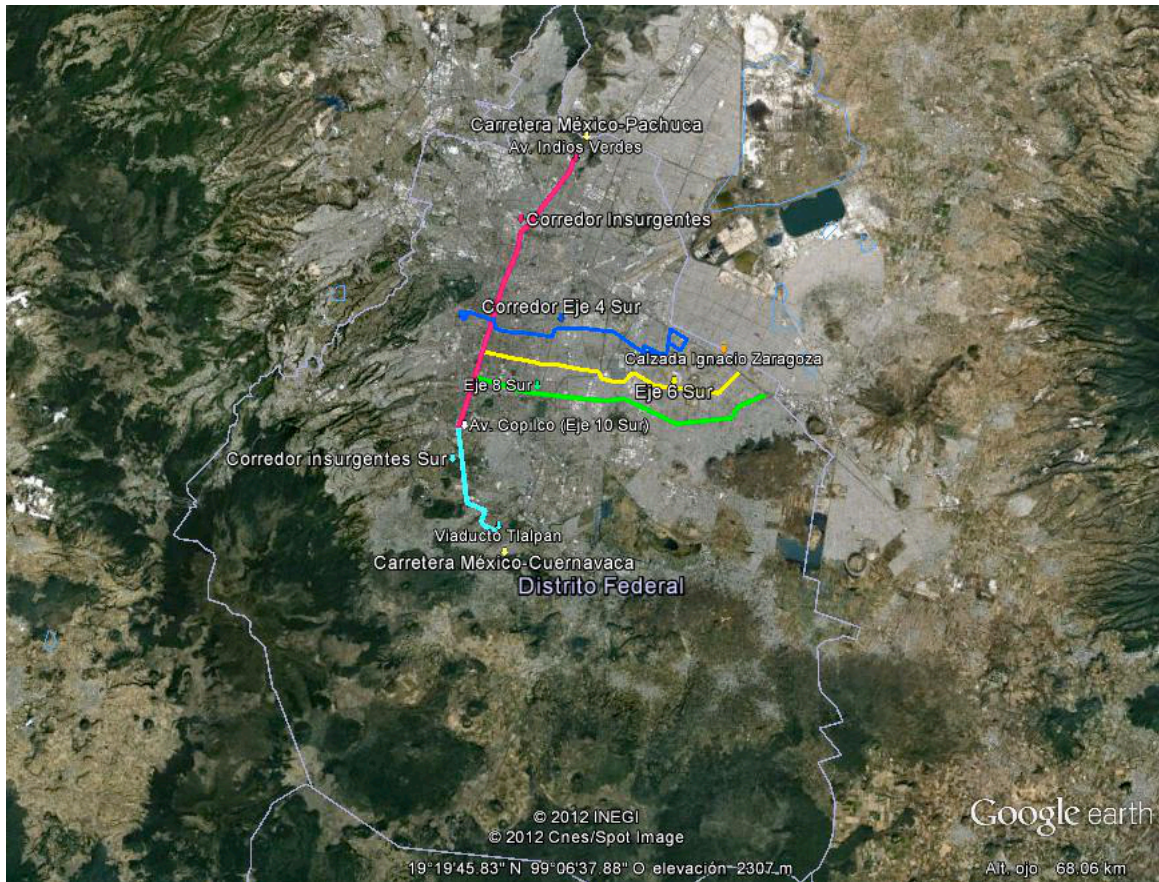 Carretera México-Pachuca
Av. Indios Verdes
Corredor Insurgentes
Corredor Eje 4 Sur
Calzada Ignacio Zaragoza
Eje 8 Sur
Eje 6 Sur
Av. Copilco (Eje 10 Sur)
Corredor insurgentes Sur
Viaducto Tlalpan
Carretera México-Cuernavaca
Distrito Federal
© 2012 INEGI
© 2012 Cnes/Spot Image
Google earth
19°19'45.83" N 99°06'37.88" O elevación 2307 m
Alt. ojo 68.06 km